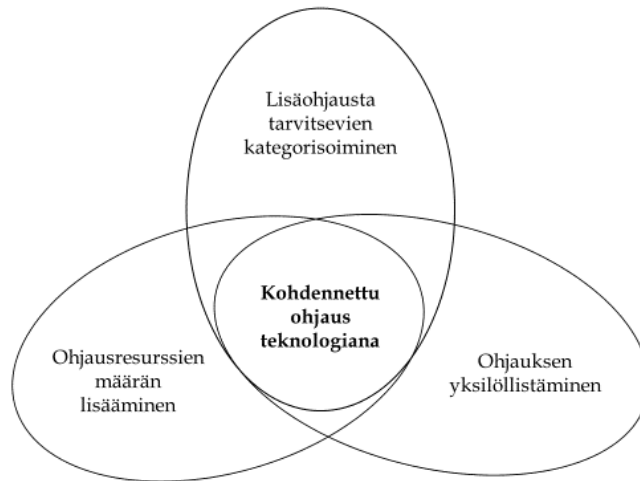 Lisäohjausta
tarvitsevien
kategorisoiminen
Kohdennettu
ohjaus
teknologiana
Ohjausresurssien
määrän
lisääminen
Ohjauksen
yksilöllistäminen